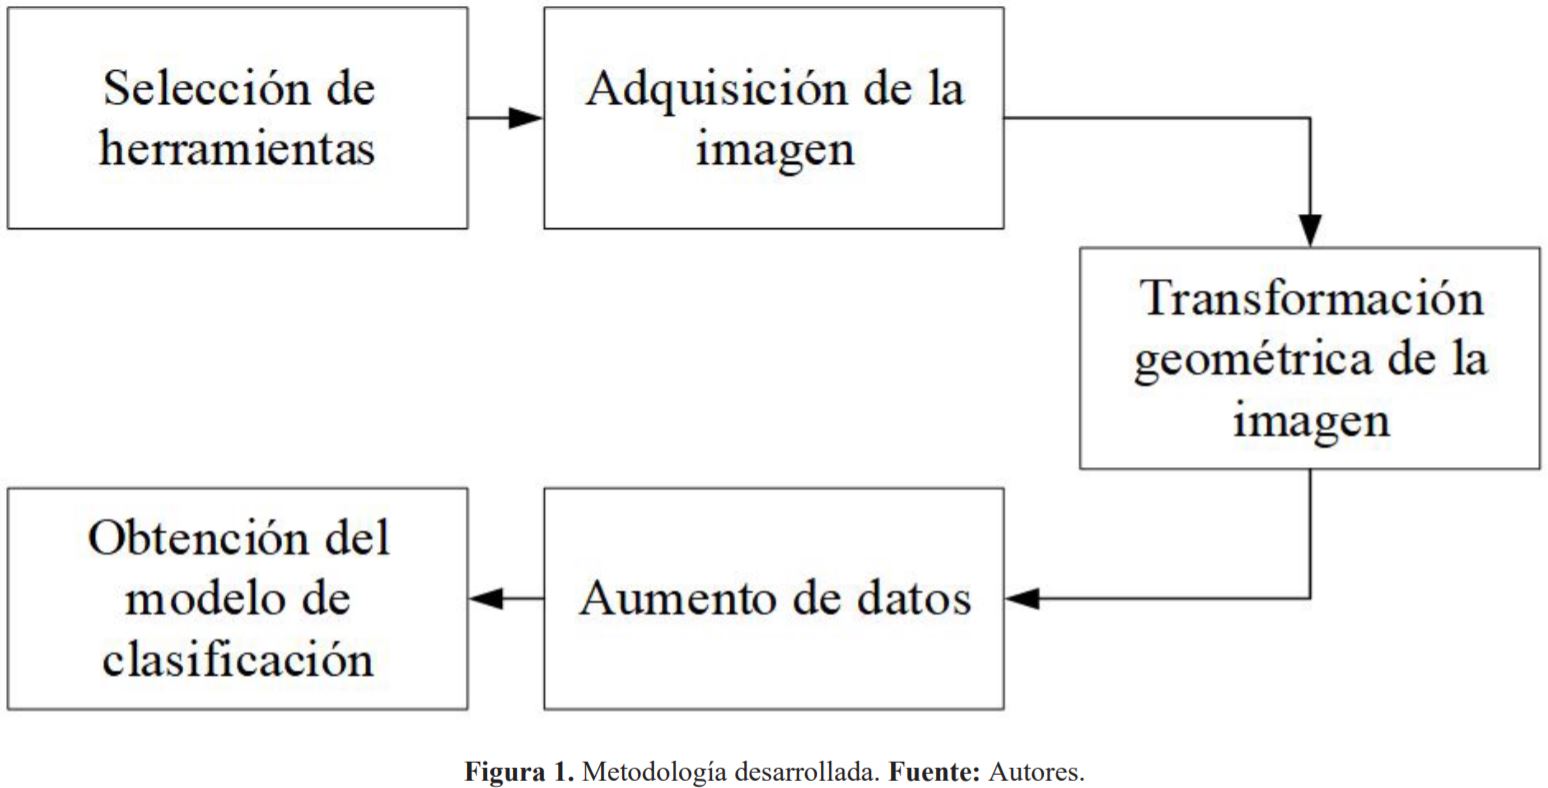 Selección de
herramientas
Adquisición de la
imagen
Transformación
geométrica de la
imagen
Aumento de datos
Obtención del
modelo de
clasificación
Figura 1. Metodología desarrollada. Fuente: Autores.